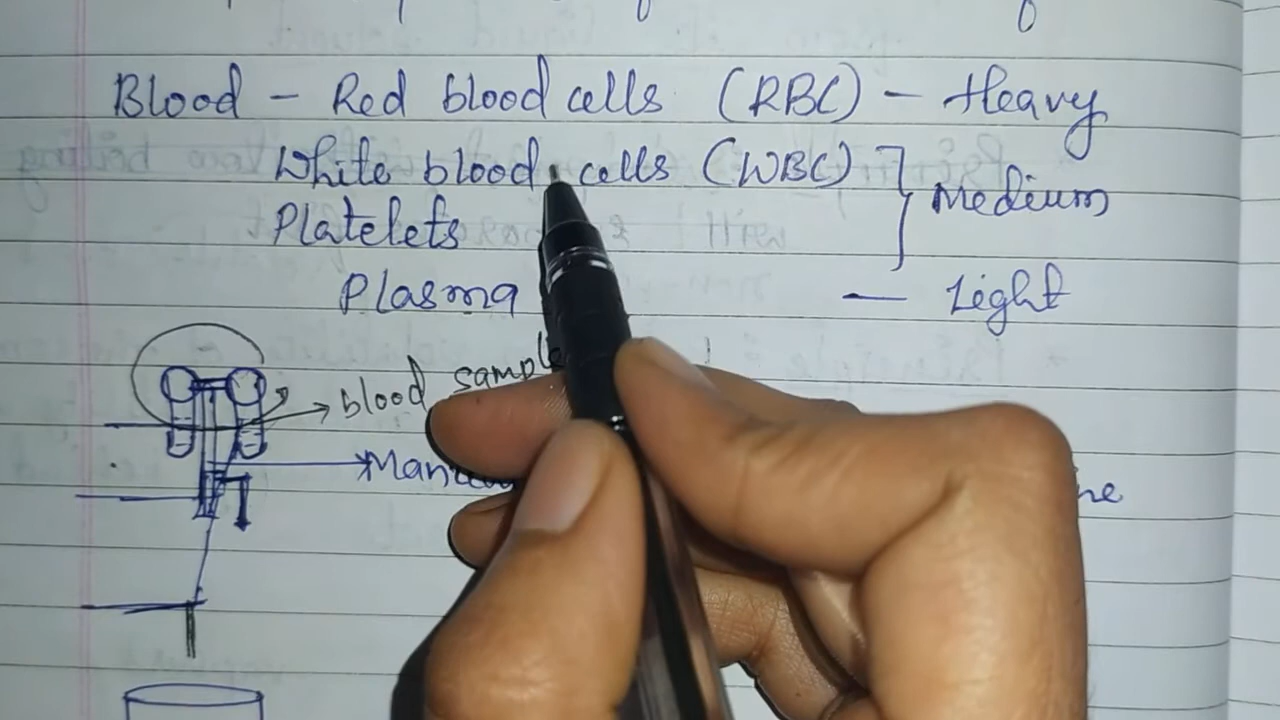 Blood - Red blood cells (RBC) - Heavy
White blood cells (WBC)
Medium
Platelets
Plasma - Light
blood sample